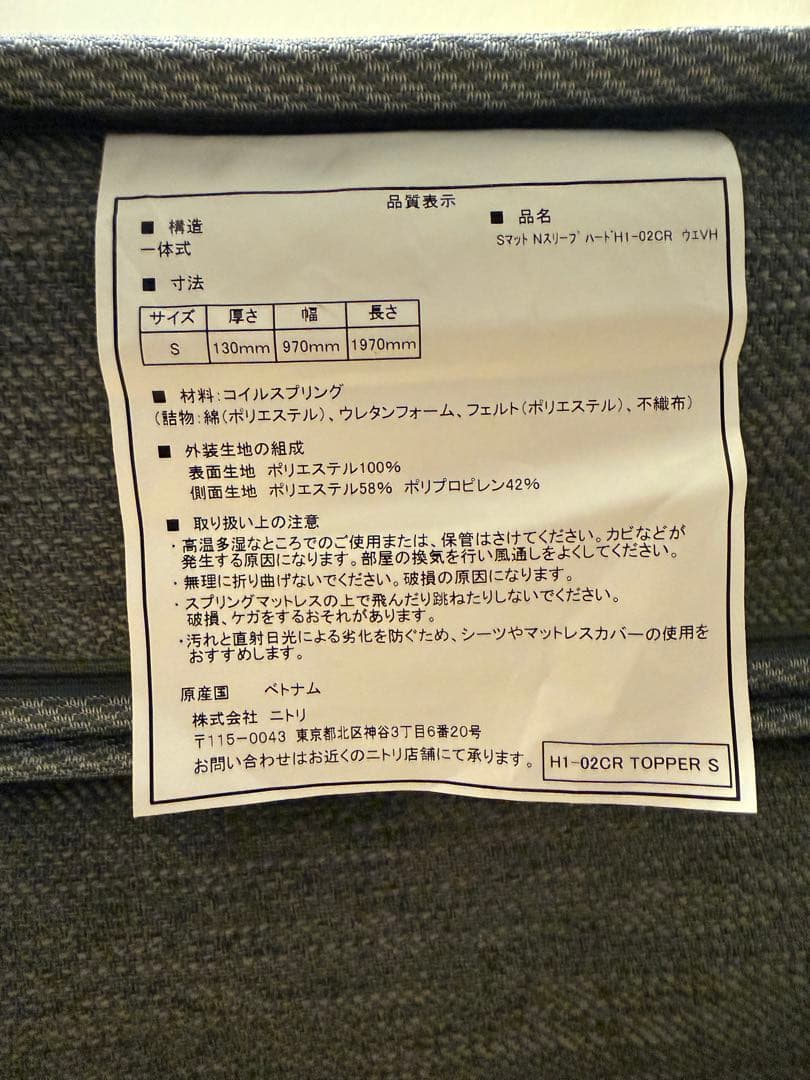 品質表示
■ 構造
一体式
■ 品名
Sマット Nスリープ ハードH1-02CR ウエVH
■ 寸法
サイズ 厚さ 幅 長さ
S 130mm 970mm 1970mm
■ 材料:コイルスプリング
(詰物:綿(ポリエステル)、ウレタンフォーム、フェルト(ポリエステル)、不織布)
■ 外装生地の組成
表面生地 ポリエステル100%
側面生地 ポリエステル58% ポリプロピレン42%
■ 取り扱い上の注意
・高温多湿なところでのご使用または、保管はさけてください。カビなどが
発生する原因になります。部屋の換気を行い風通しをよくしてください。
・無理に折り曲げないでください。破損の原因になります。
・スプリングマットレスの上で飛んだり跳ねたりしないでください。
破損、ケガをするおそれがあります。
・汚れと直射日光による劣化を防ぐため、シーツやマットレスカバーの使用を
おすすめします。
原産国 ベトナム
株式会社 ニトリ
〒115-0043 東京都北区神谷3丁目6番20号
お問い合わせはお近くのニトリ店舗にて承ります。
H1-02CR TOPPER S